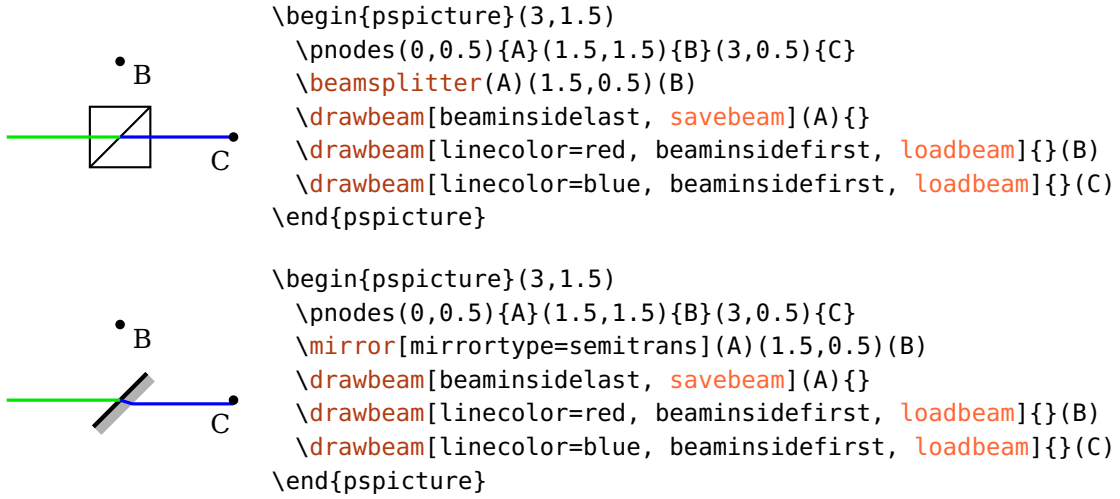 \begin{pspicture}(3,1.5)
\pnodes(0,0.5){A}(1.5,1.5){B}(3,0.5){C}
B
\beamsplitter(A)(1.5,0.5)(B)
\drawbeam[beaminsidelast, savebeam](A){}
C
\drawbeam[linecolor=red, beaminsidefirst, loadbeam]{}(B)
\drawbeam[linecolor=blue, beaminsidefirst, loadbeam]{}(C)
\end{pspicture}
\begin{pspicture}(3,1.5)
\pnodes(0,0.5){A}(1.5,1.5){B}(3,0.5){C}
B
\mirror[mirrortype=semitrans](A)(1.5,0.5)(B)
\drawbeam[beaminsidelast, savebeam](A){}
C
\drawbeam[linecolor=red, beaminsidefirst, loadbeam]{}(B)
\drawbeam[linecolor=blue, beaminsidefirst, loadbeam]{}(C)
\end{pspicture}